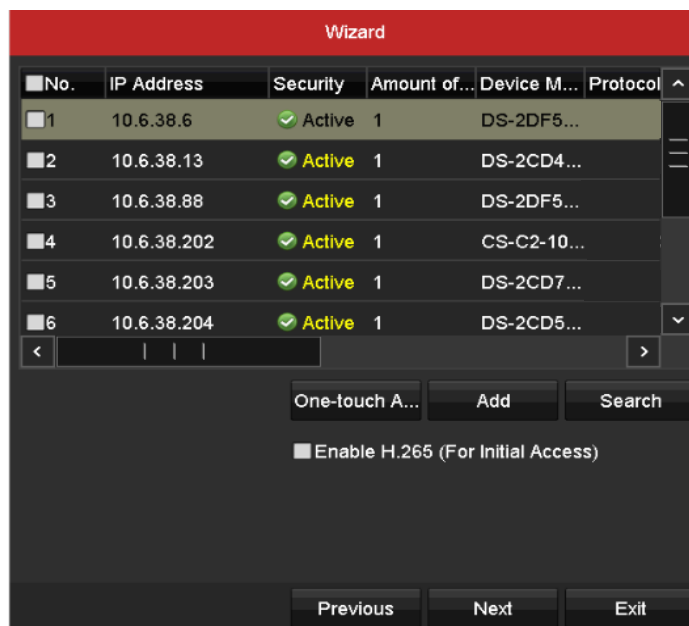 Wizard
No. IP Address Security Amount of... Device M... Protocol
1 10.6.38.6 Active 1 DS-2DF5...
2 10.6.38.13 Active 1 DS-2CD4...
3 10.6.38.88 Active 1 DS-2DF5...
4 10.6.38.202 Active 1 CS-C2-10...
5 10.6.38.203 Active 1 DS-2CD7...
6 10.6.38.204 Active 1 DS-2CD5...
One-touch A... Add Search
Enable H.265 (For Initial Access)
Previous Next Exit